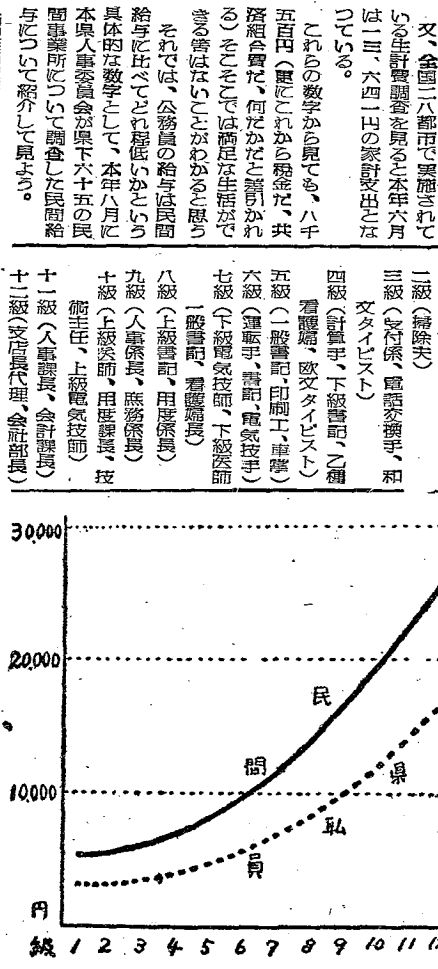 又、全国二八都市で実施されて
いる生計費調査を見ると本年六月
は一三、六四一円の家計支出とな
つている。
これらの数字から見ても、八千
五百円（更にこれから税金だ、共
済組合費だ、何だかだと差引かれ
る）そこそこでは満足な生活がで
きる筈はないことがわかると思う
それでは、公務員の給与は民間
給与に比べてどれ程低いかという
具体的な数字として、本年八月に
本県人事委員会が県下六十五の民
間事業所について調査した民間給
与について紹介して見よう。
二級（掃除夫）
三級（受付係、電話交換手、和
文タイピスト）
四級（計算手、下級書記、乙種
看護婦、欧文タイピスト）
五級（一般書記、印刷工、車掌）
六級（運転手、書記、電気技手）
七級（下級電気技師、下級医師
一般書記、看護婦長）
八級（上級書記、用度係長）
九級（人事係長、庶務係長）
十級（上級医師、用度課長、技
術主任、上級電気技師）
十一級（人事課長、会計課長）
十二級（支店長代理、会社部長）
30,000
20,000
10,000
円
民間
県職員
級 1 2 3 4 5 6 7 8 9 10 11 12